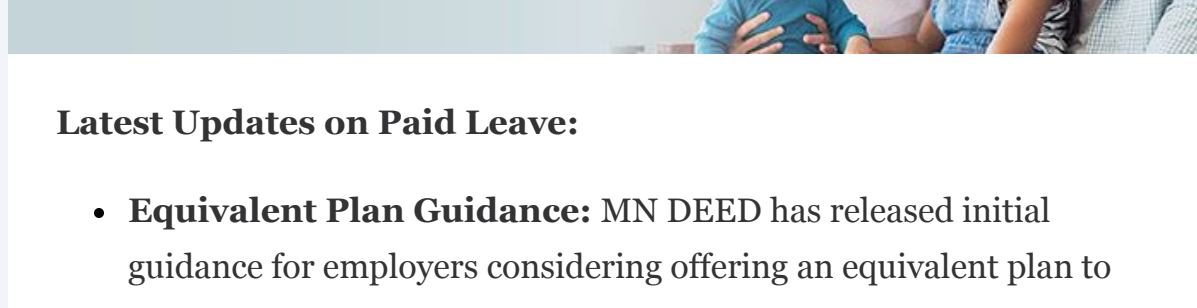 Latest Updates on Paid Leave:
• Equivalent Plan Guidance: MN DEED has released initial
guidance for employers considering offering an equivalent plan to